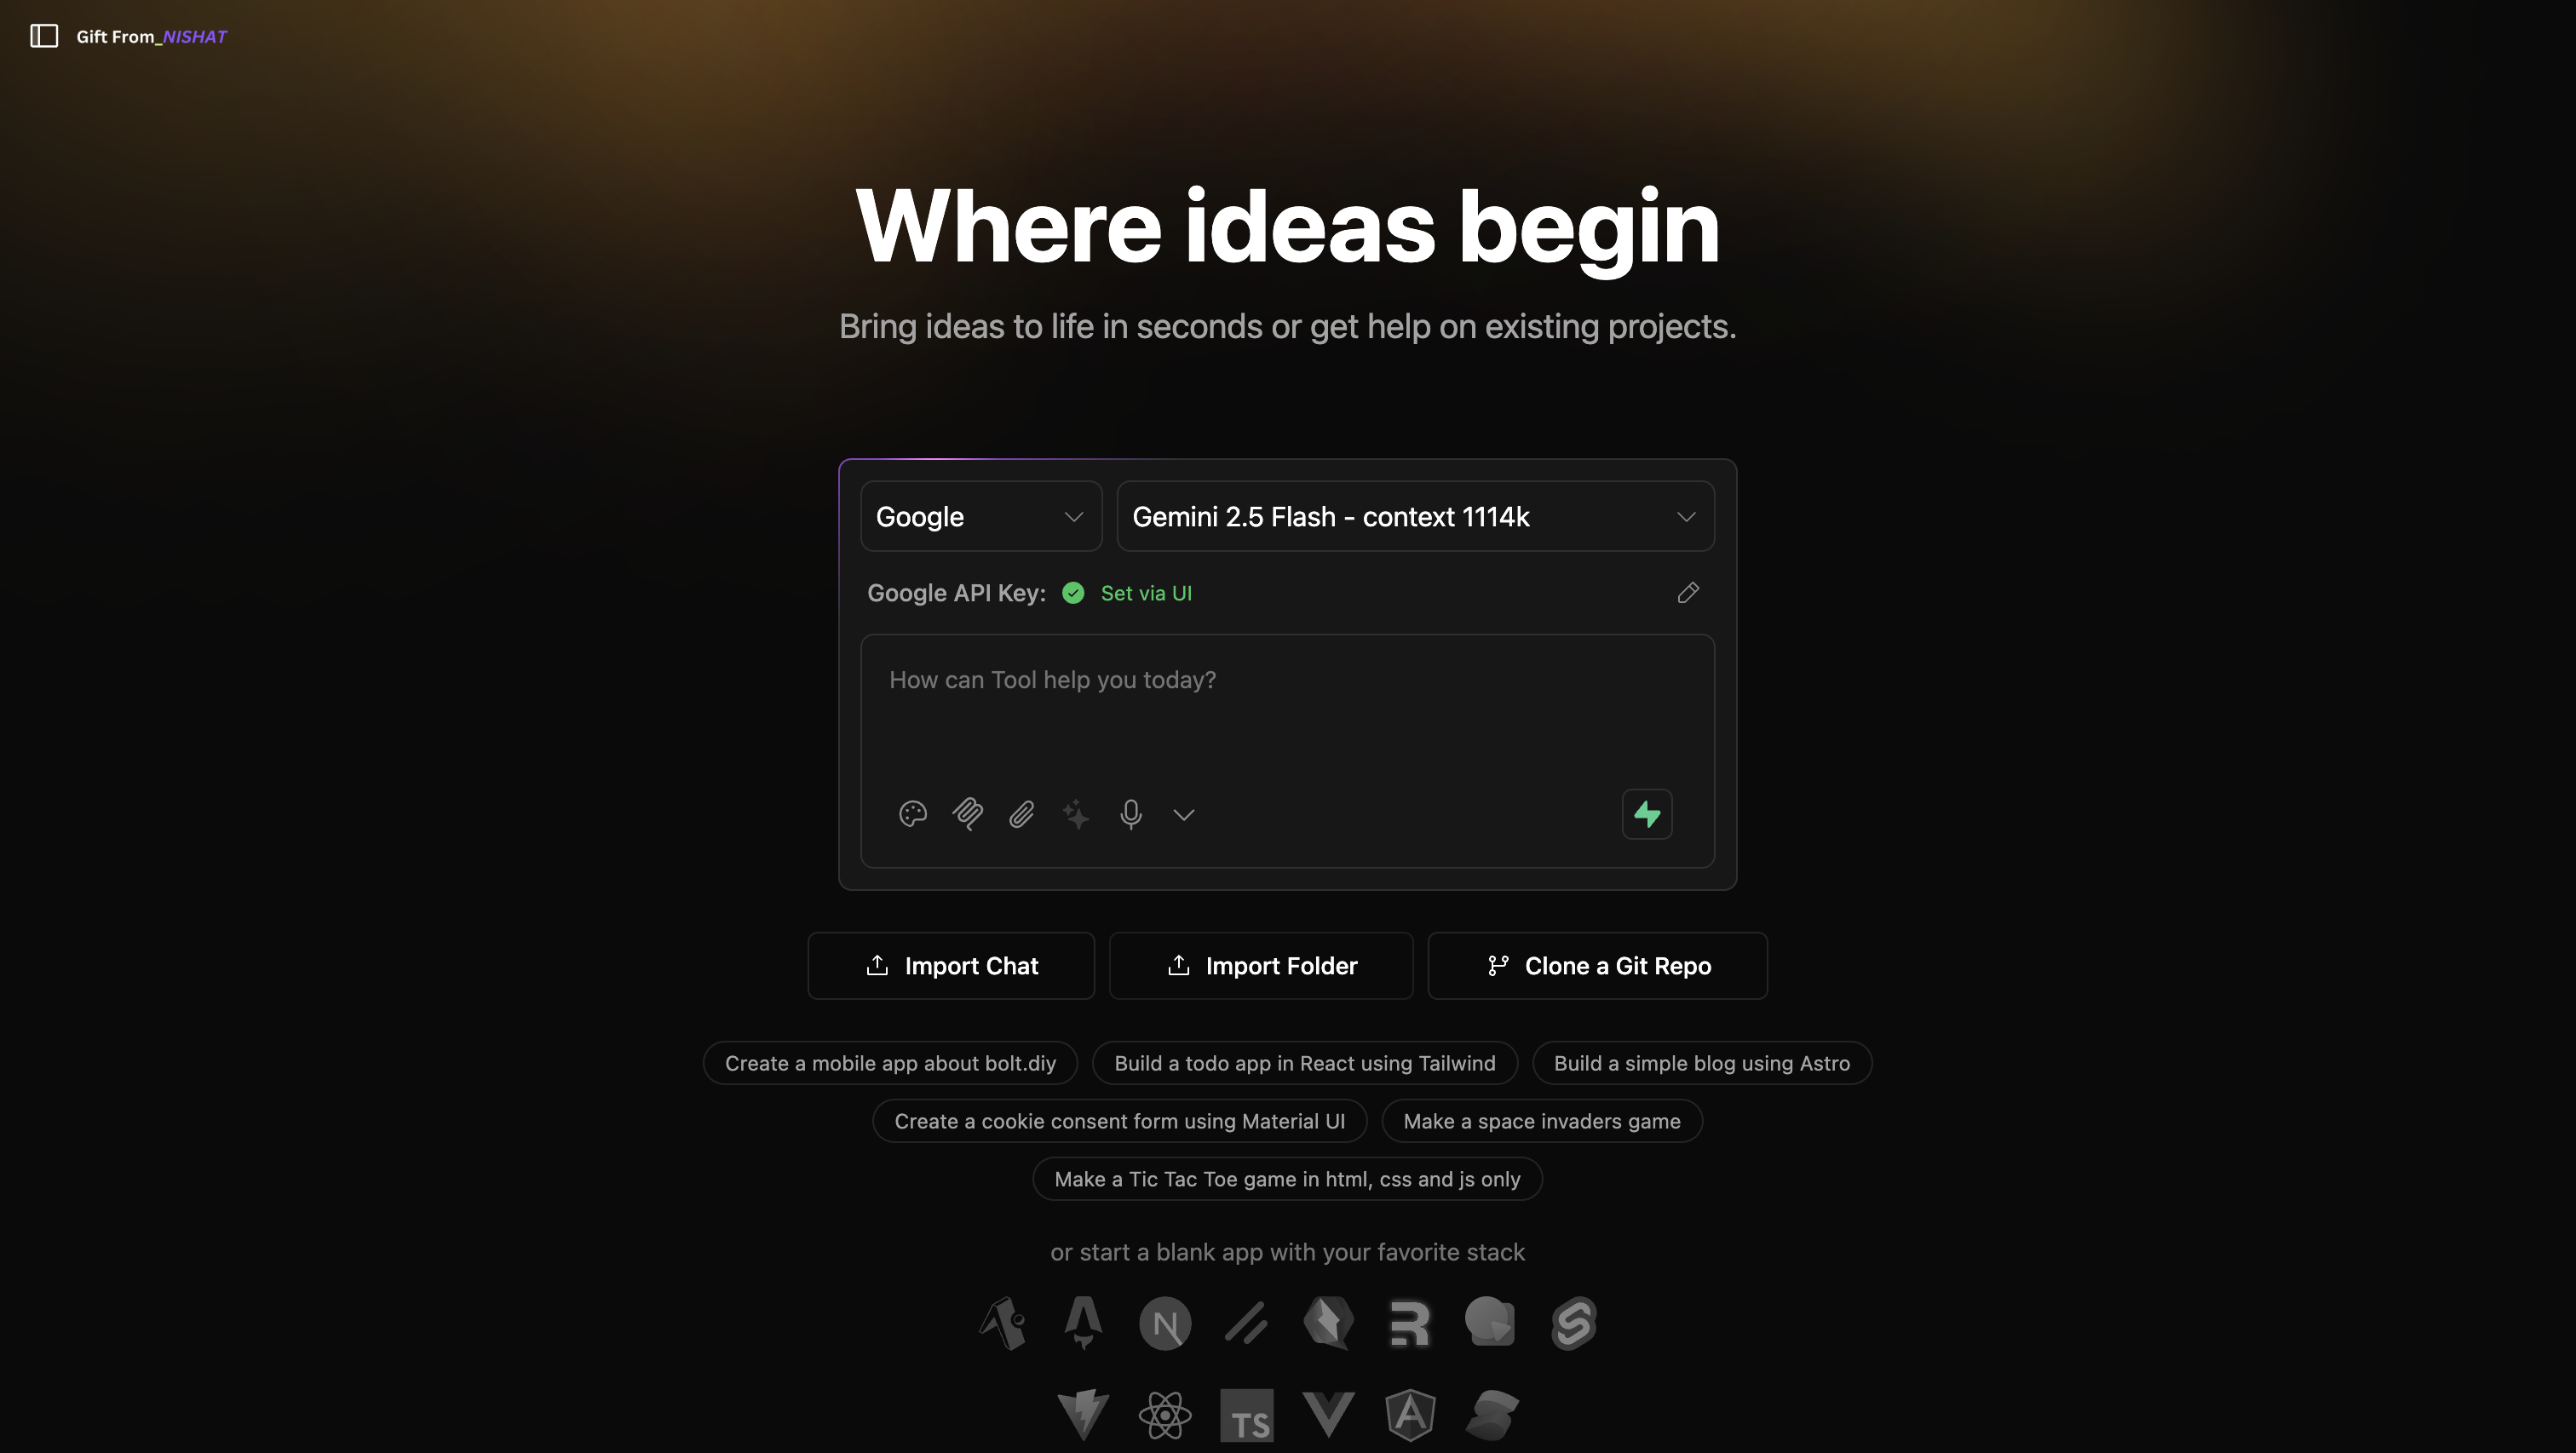 Gift From_NISHAT
Where ideas begin
Bring ideas to life in seconds or get help on existing projects.
Google
Gemini 2.5 Flash - context 1114k
Google API Key: Set via UI
How can Tool help you today?
Import Chat
Import Folder
Clone a Git Repo
Create a mobile app about bolt.diy
Build a todo app in React using Tailwind
Build a simple blog using Astro
Create a cookie consent form using Material UI
Make a space invaders game
Make a Tic Tac Toe game in html, css and js only
or start a blank app with your favorite stack
N
R
TS
A